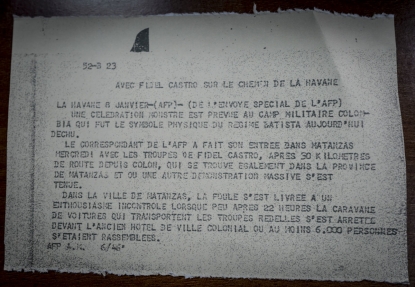 52-B 23
AVEC FIDEL CASTRO SUR LE CHEMIN DE LA HAVANE
LA HAVANE 8 JANVIER-(AFP)- (DE L'ENVOYE SPECIAL DE L'AFP)
UNE CELEBRATION MONSTRE EST PREVUE AU CAMP MILITAIRE COLOM-
BIA QUI FUT LE SYMBOLE PHYSIQUE DU REGIME BATISTA AUJOURD'HUI
DECHU.
LE CORRESPONDANT DE L'AFP A FAIT SON ENTREE DANS MATANZAS
MERCREDI AVEC LES TROUPES DE FIDEL CASTRO, APRES 90 KILOMETRES
DE ROUTE DEPUIS COLON, QUI SE TROUVE EGALEMENT DANS LA PROVINCE
DE MATANZAS ET OU UNE AUTRE DEMONSTRATION MASSIVE S'EST
TENUE.
DANS LA VILLE DE MATANZAS, LA FOULE S'EST LIVREE A UN
ENTHOUSIASME INCONTROLE LORSQUE PEU APRES 22 HEURES LA CARAVANE
DE VOITURES QUI TRANSPORTENT LES TROUPES REBELLES S'EST ARRETEE
DEVANT L'ANCIEN HOTEL DE VILLE COLONIAL OU AU MOINS 6.000 PERSONNES
S'ETAIENT RASSEMBLEES.
AFP A.M. 6/46